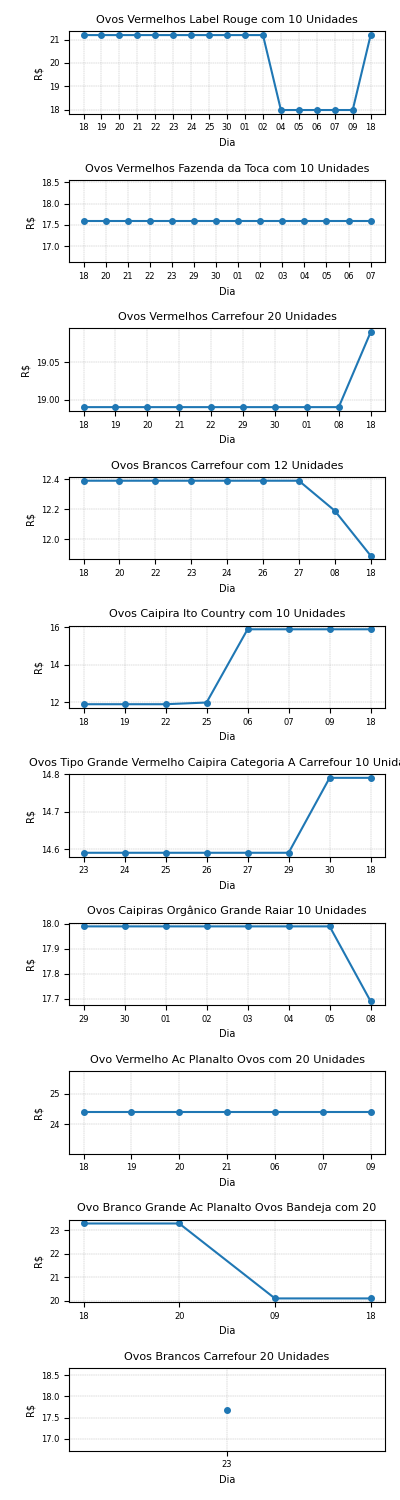 Ovos Vermelhos Label Rouge com 10 Unidades
21
20
19
18
R$
18 19 20 21 22 23 24 25 30 01 02 04 05 06 07 09 18
Dia
Ovos Vermelhos Fazenda da Toca com 10 Unidades
18.5
18.0
17.5
17.0
R$
18 20 21 22 23 29 30 01 02 03 04 05 06 07
Dia
Ovos Vermelhos Carrefour 20 Unidades
19.05
19.00
R$
18 19 20 21 22 29 30 01 08 18
Dia
Ovos Brancos Carrefour com 12 Unidades
12.4
12.2
12.0
R$
18 20 22 23 24 26 27 08 18
Dia
Ovos Caipira Ito Country com 10 Unidades
16
14
12
R$
18 19 22 25 06 07 09 18
Dia
Ovos Tipo Grande Vermelho Caipira Categoria A Carrefour 10 Unida
14.8
14.7
14.6
R$
23 24 25 26 27 29 30 18
Dia
Ovos Caipiras Orgânico Grande Raiar 10 Unidades
18.0
17.9
17.8
17.7
R$
29 30 01 02 03 04 05 08
Dia
Ovo Vermelho Ac Planalto Ovos com 20 Unidades
25
24
R$
18 19 20 21 06 07 09
Dia
Ovo Branco Grande Ac Planalto Ovos Bandeja com 20
23
22
21
20
R$
18 20 09 18
Dia
Ovos Brancos Carrefour 20 Unidades
18.5
18.0
17.5
17.0
R$
23
Dia